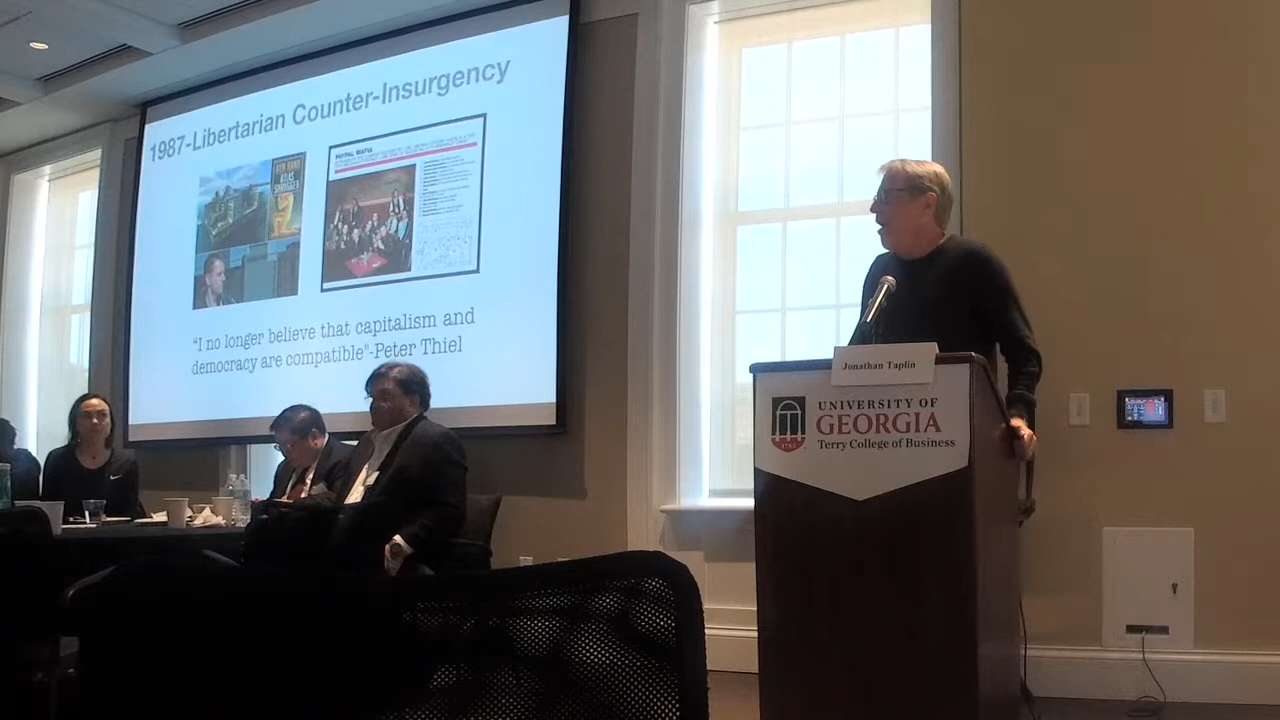 1987-Libertarian Counter-Insurgency
AYN RAND
ATLAS
SHRUGGED
PAYPAL MAFIA
"I no longer believe that capitalism and
democracy are compatible"-Peter Thiel
Jonathan Taplin
UNIVERSITY OF
GEORGIA
Terry College of Business
1785